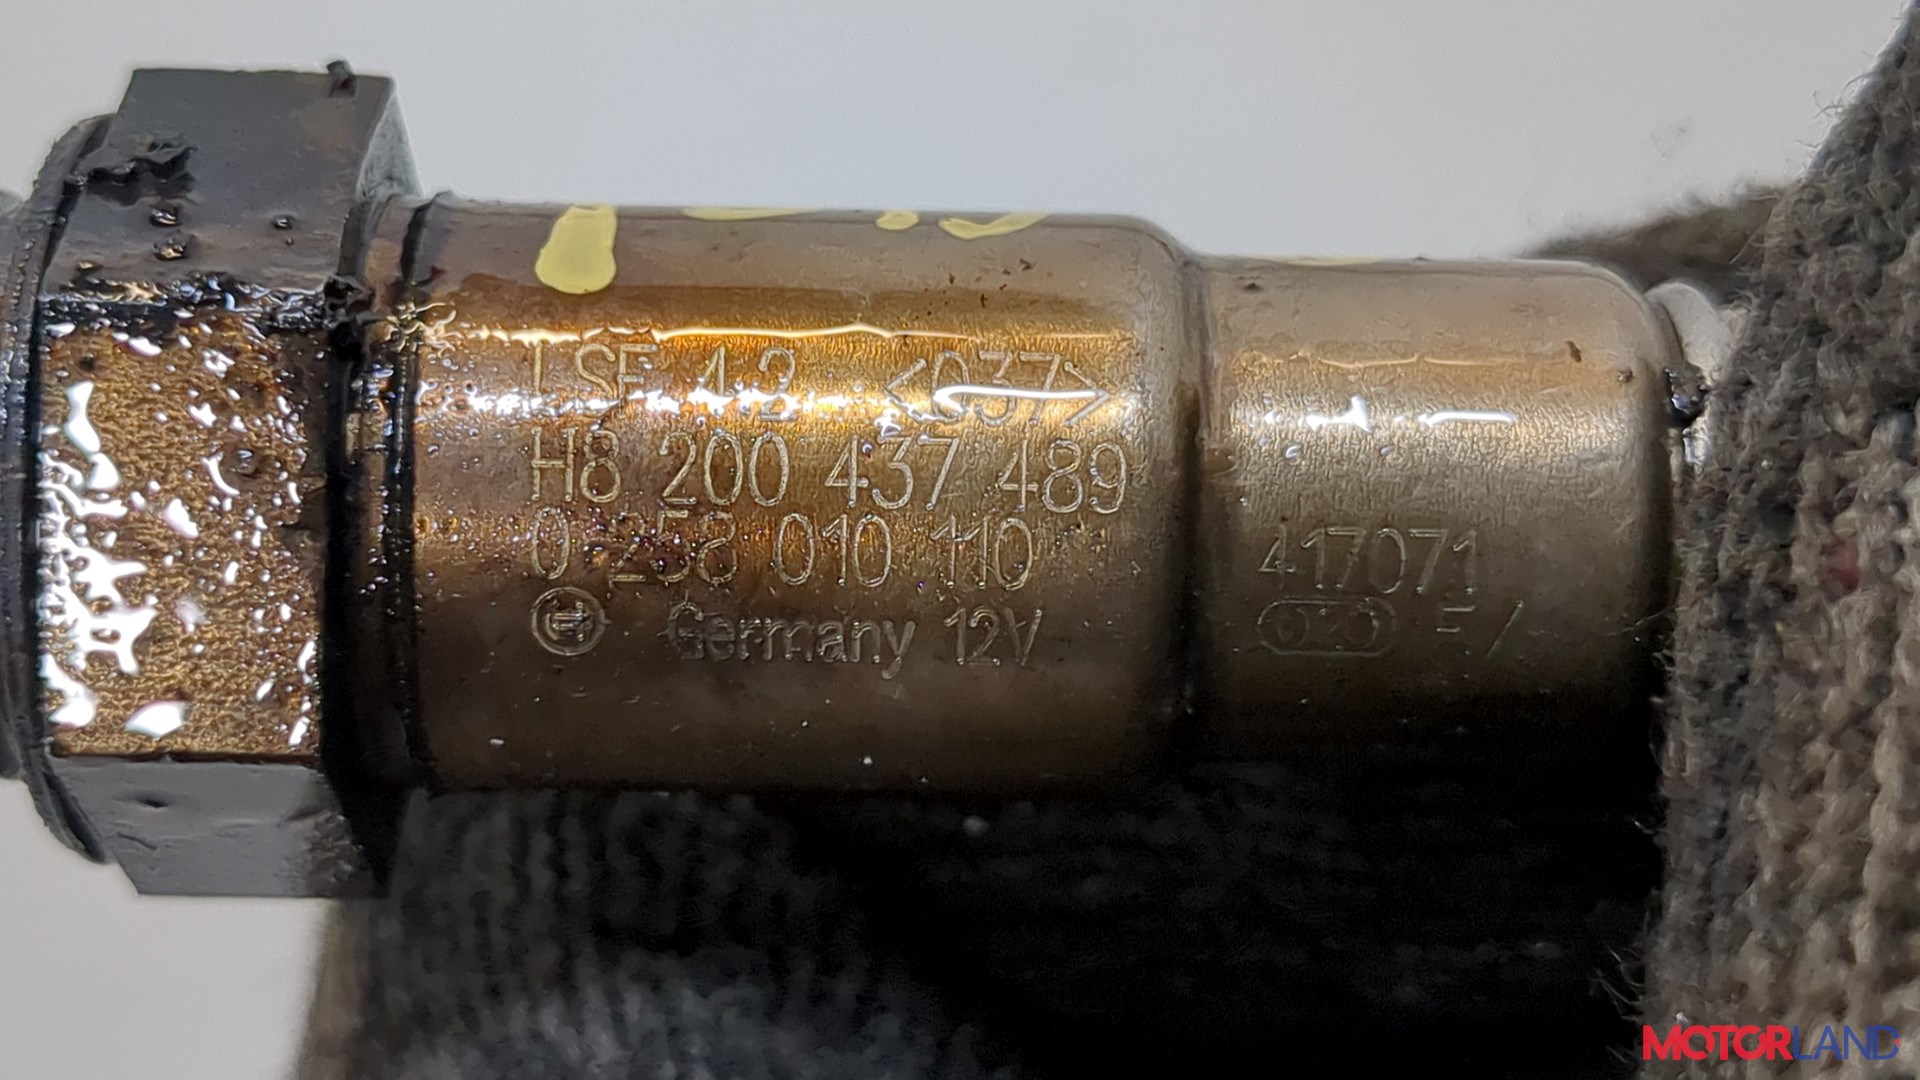 LSF 4.2 <037>
H8 200 437 489
0 258 010 110
Germany 12V
417071
MOTORLAND